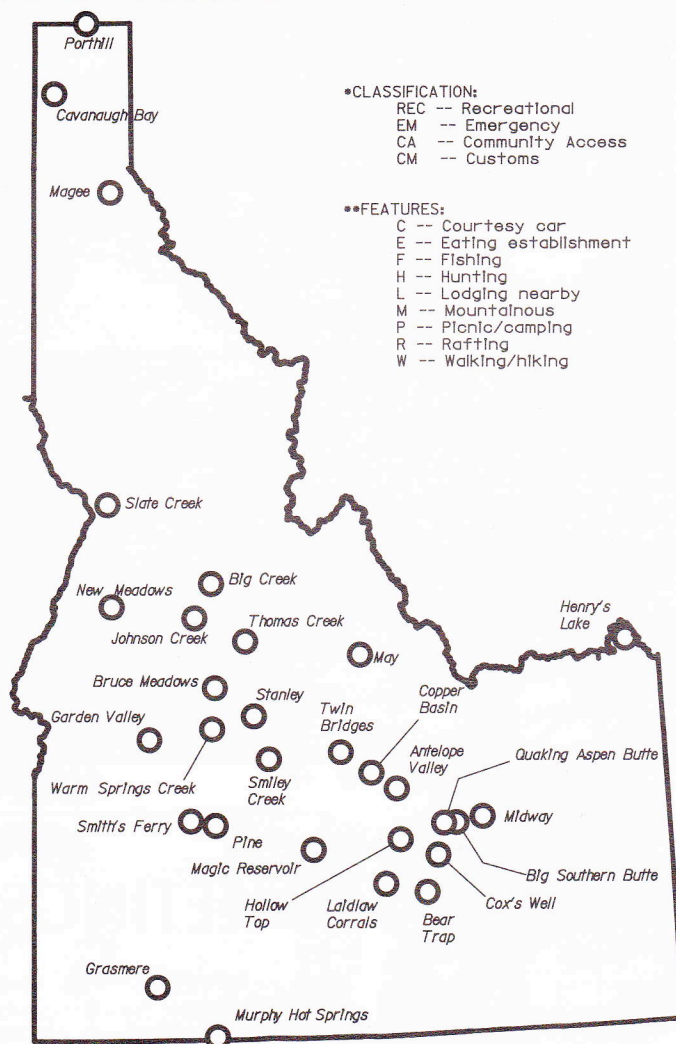 Porthill
Cavanaugh Bay
Magee
*CLASSIFICATION:
REC -- Recreational
EM -- Emergency
CA -- Community Access
CM -- Customs
**FEATURES:
C -- Courtesy car
E -- Eating establishment
F -- Fishing
H -- Hunting
L -- Lodging nearby
M -- Mountainous
P -- Picnic/camping
R -- Rafting
W -- Walking/hiking
Slate Creek
Big Creek
New Meadows
Johnson Creek
Thomas Creek
May
Henry's
Lake
Bruce Meadows
Stanley
Twin
Bridges
Copper
Basin
Garden Valley
Antelope
Valley
Quaking Aspen Butte
Warm Springs Creek
Smiley
Creek
Smith's Ferry
Pine
Midway
Magic Reservoir
Big Southern Butte
Hollow
Top
Laidlaw
Corrals
Bear
Trap
Cox's Well
Grasmere
Murphy Hot Springs